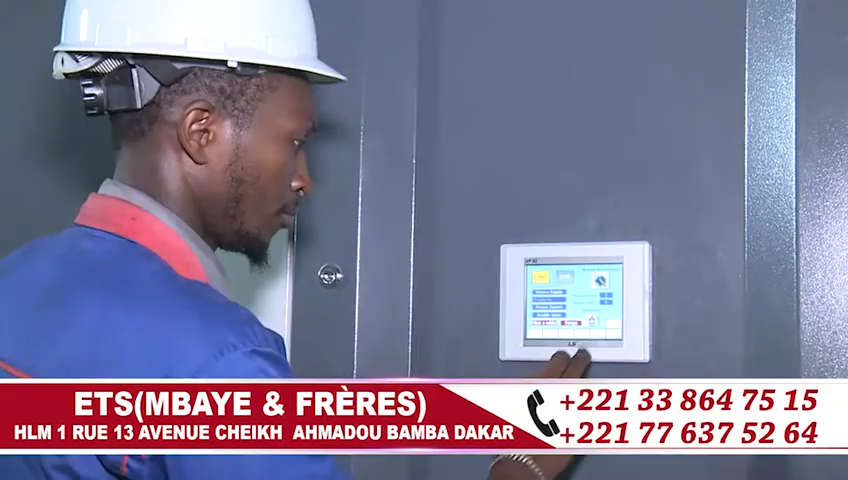 LS
ETS(MBAYE & FRÈRES)
HLM 1 RUE 13 AVENUE CHEIKH AHMADOU BAMBA DAKAR
+221 33 864 75 15
+221 77 637 52 64